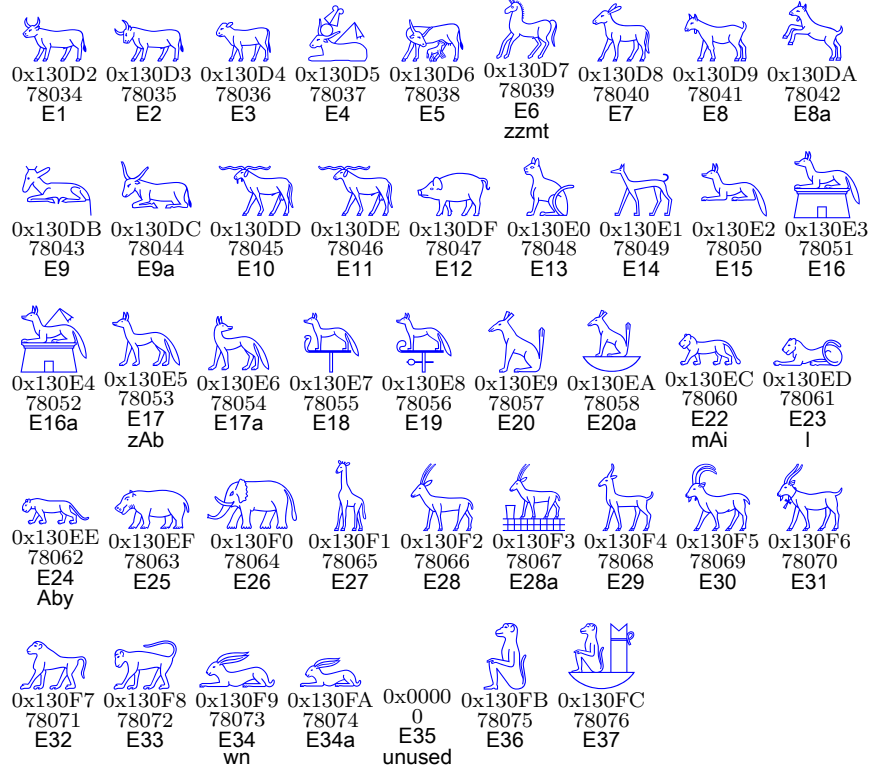 0x130D2 0x130D3 0x130D4 0x130D5 0x130D6 0x130D7 0x130D8 0x130D9 0x130DA
78034 78035 78036 78037 78038 78039 78040 78041 78042
E1 E2 E3 E4 E5 E6 E7 E8 E8a
zzmt
0x130DB 0x130DC 0x130DD 0x130DE 0x130DF 0x130E0 0x130E1 0x130E2 0x130E3
78043 78044 78045 78046 78047 78048 78049 78050 78051
E9 E9a E10 E11 E12 E13 E14 E15 E16
0x130E4 0x130E5 0x130E6 0x130E7 0x130E8 0x130E9 0x130EA 0x130EC 0x130ED
78052 78053 78054 78055 78056 78057 78058 78060 78061
E16a E17 E17a E18 E19 E20 E20a E22 E23
zAb mAi l
0x130EE 0x130EF 0x130F0 0x130F1 0x130F2 0x130F3 0x130F4 0x130F5 0x130F6
78062 78063 78064 78065 78066 78067 78068 78069 78070
E24 E25 E26 E27 E28 E28a E29 E30 E31
Aby
0x130F7 0x130F8 0x130F9 0x130FA 0x0000 0x130FB 0x130FC
78071 78072 78073 78074 0 78075 78076
E32 E33 E34 E34a E35 E36 E37
wn unused